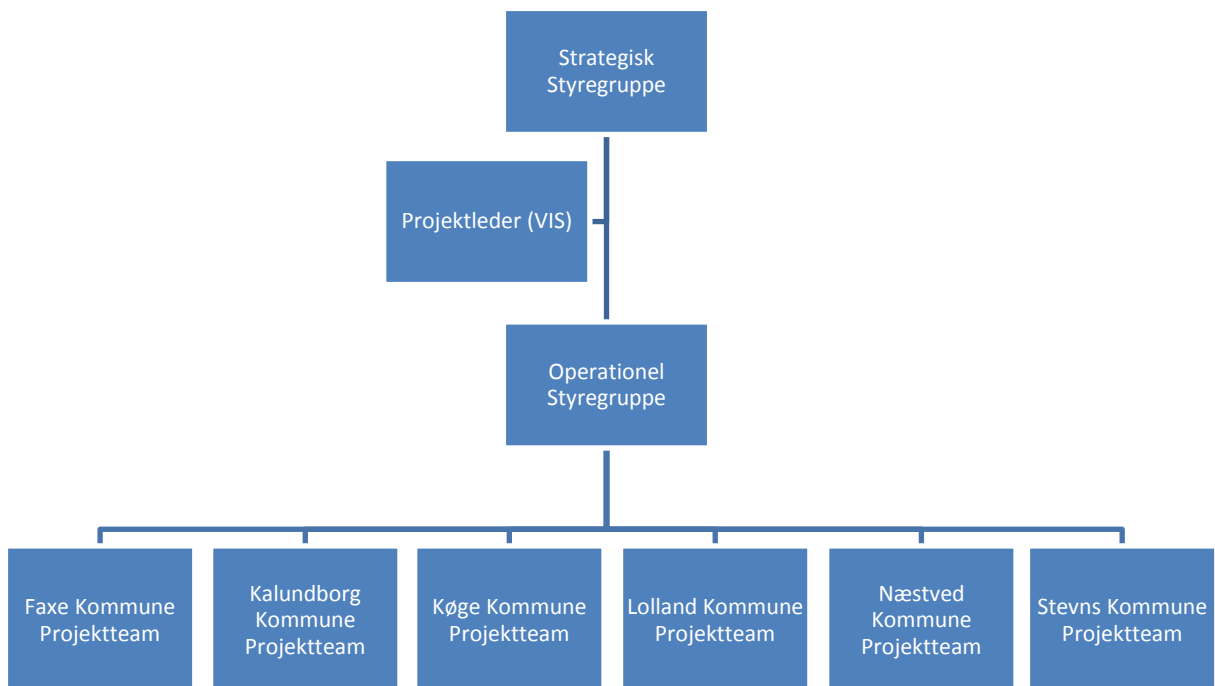 Strategisk
Styregruppe
Projektleder (VIS)
Operationel
Styregruppe
Faxe Kommune
Projektteam
Kalundborg
Kommune
Projektteam
Køge Kommune
Projektteam
Lolland Kommune
Projektteam
Næstved
Kommune
Projektteam
Stevns Kommune
Projektteam